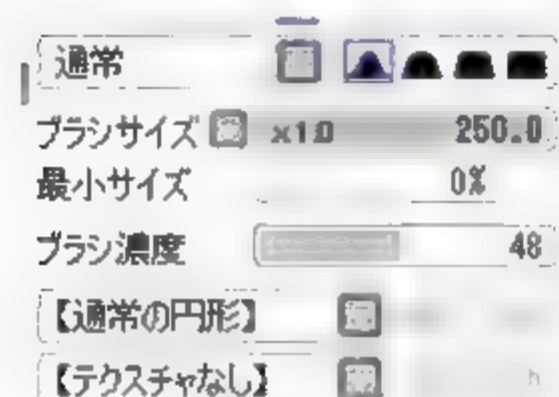 通常
ブラシサイズ x1.0 250.0
最小サイズ 0%
ブラシ濃度 48
【通常の円形】
【テクスチャなし】